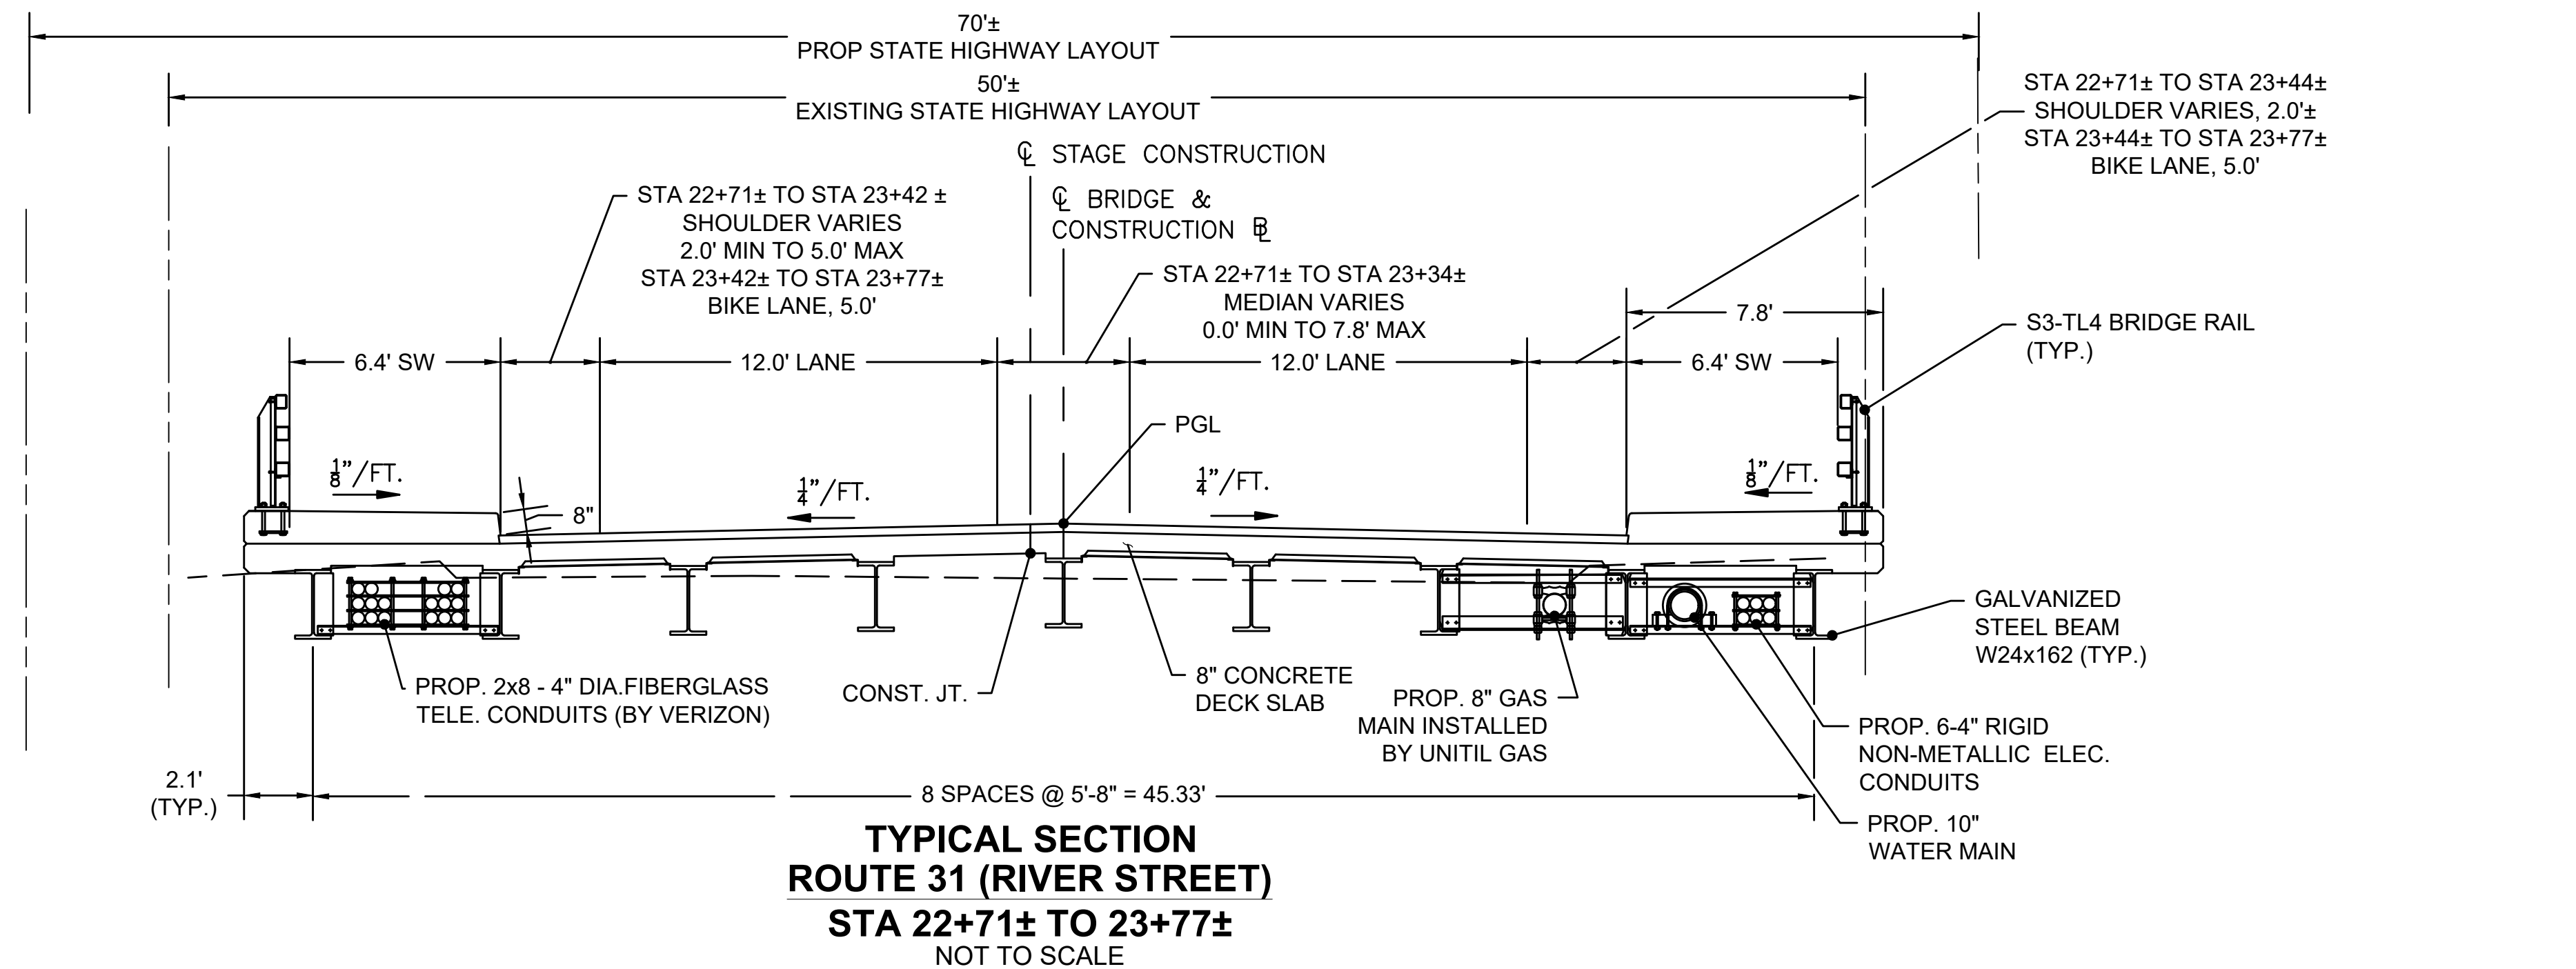 70'±
PROP STATE HIGHWAY LAYOUT
50'±
EXISTING STATE HIGHWAY LAYOUT
STA 22+71± TO STA 23+44±
SHOULDER VARIES, 2.0'±
STA 23+44± TO STA 23+77±
BIKE LANE, 5.0'
℄ STAGE CONSTRUCTION
℄ BRIDGE &
CONSTRUCTION BL
STA 22+71± TO STA 23+42 ±
SHOULDER VARIES
2.0' MIN TO 5.0' MAX
STA 23+42± TO STA 23+77±
BIKE LANE, 5.0'
STA 22+71± TO STA 23+34±
MEDIAN VARIES
0.0' MIN TO 7.8' MAX
7.8'
S3-TL4 BRIDGE RAIL
(TYP.)
6.4' SW
12.0' LANE
12.0' LANE
6.4' SW
PGL
1/8"/FT.
1/4"/FT.
1/4"/FT.
1/8"/FT.
8"
GALVANIZED
STEEL BEAM
W24x162 (TYP.)
PROP. 2x8 - 4" DIA.FIBERGLASS
TELE. CONDUITS (BY VERIZON)
CONST. JT.
8" CONCRETE
DECK SLAB
PROP. 8" GAS
MAIN INSTALLED
BY UNITIL GAS
PROP. 6-4" RIGID
NON-METALLIC ELEC.
CONDUITS
PROP. 10"
WATER MAIN
2.1'
(TYP.)
8 SPACES @ 5'-8" = 45.33'
TYPICAL SECTION
ROUTE 31 (RIVER STREET)
STA 22+71± TO 23+77±
NOT TO SCALE